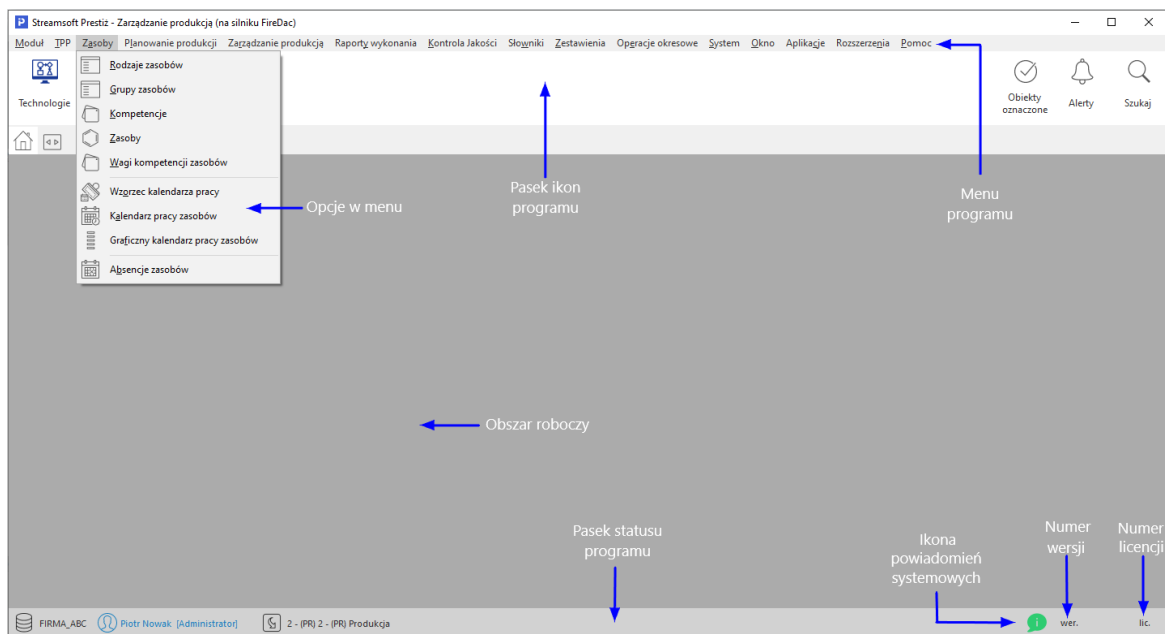 Streamsoft Prestiż - Zarządzanie produkcją (na silniku FireDac)
Moduł TPP Zasoby Planowanie produkcji Zarządzanie produkcją Raporty wykonania Kontrola Jakości Słowniki Zestawienia Operacje okresowe System Okno Aplikacje Rozszerzenia Pomoc
Technologie
Rodzaje zasobów
Grupy zasobów
Kompetencje
Zasoby
Wagi kompetencji zasobów
Wzorzec kalendarza pracy
Kalendarz pracy zasobów
Graficzny kalendarz pracy zasobów
Absencje zasobów
Obiekty
oznaczone
Alerty
Szukaj
Opcje w menu
Pasek ikon
programu
Menu
programu
Obszar roboczy
Pasek statusu
programu
Ikona
powiadomień
systemowych
Numer
wersji
Numer
licencji
FIRMA_ABC Piotr Nowak [Administrator] 2 - (PR) 2 - (PR) Produkcja wer. lic.